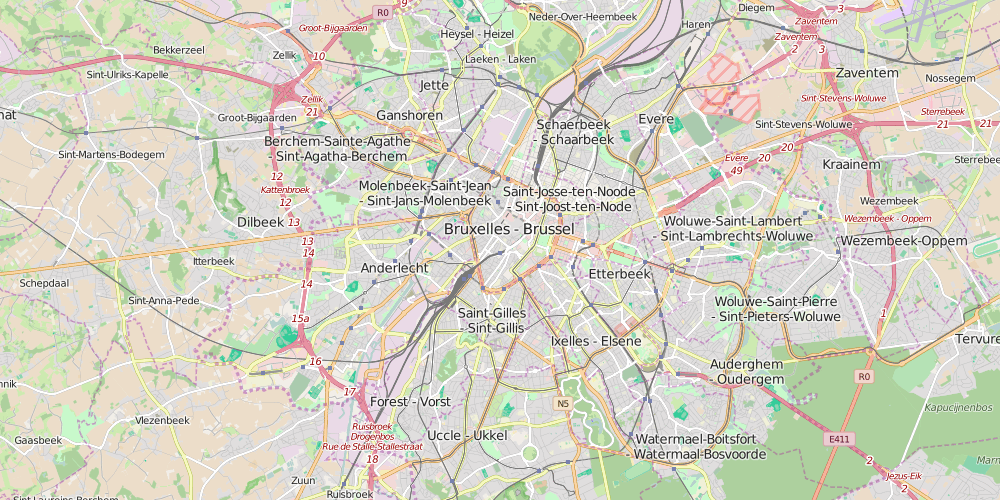 9
3
Diegem
R0
Neder-Over-Heembeek
Zaventem
Haren
Groot-Bijgaarden
Heysel - Heizel
Zaventem
Bekkerzeel
2
3
Zellik
10
Laeken - Laken
Sint-Ulriks-Kapelle
Zaventem
Nossegem
Jette
Zellik
Sint-Stevens-Woluwe
21
Sterrebeek
Groot-Bijgaarden
Ganshoren
Evere
21
21
Schaerbeek
- Schaarbeek
Sint-Stevens-Woluwe
Berchem-Sainte-Agathe
- Sint-Agatha-Berchem
20
Sint-Martens-Bodegem
20
Evere
49
Kraainem
Sterrebee
12
Kattenbroek
12
Molenbeek-Saint-Jean
- Sint-Jans-Molenbeek
Saint-Josse-ten-Noode
- Sint-Joost-ten-Node
Wezembeek
Dilbeek
13
Woluwe-Saint-Lambert
- Sint-Lambrechts-Woluwe
Wezembeek - Oppem
Bruxelles - Brussel
13
14
Wezembeek-Oppem
Itterbeek
Anderlecht
Etterbeek
Schepdaal
14
Sint-Anna-Pede
Woluwe-Saint-Pierre
- Sint-Pieters-Woluwe
15a
Saint-Gilles
- Sint-Gillis
1
Ixelles - Elsene
Tervure
16
Auderghem
- Oudergem
R0
17
Forest - Vorst
N5
Kapucijnenbos
Vlezenbeek
Ruisbroek
Drogenbos
Rue de Stalle-Stallestraat
Uccle - Ukkel
Watermael-Boitsfort
- Watermaal-Bosvoorde
E411
Gaasbeek
18
2
Jezus-Eik
2
Zuun
Ruisbroek
Sint-Laureins-Berchem